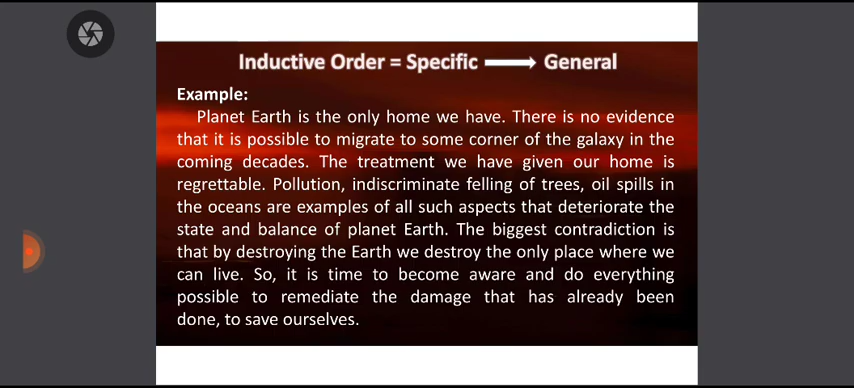 Inductive Order = Specific ⟶ General
Example:
Planet Earth is the only home we have. There is no evidence
that it is possible to migrate to some corner of the galaxy in the
coming decades. The treatment we have given our home is
regrettable. Pollution, indiscriminate felling of trees, oil spills in
the oceans are examples of all such aspects that deteriorate the
state and balance of planet Earth. The biggest contradiction is
that by destroying the Earth we destroy the only place where we
can live. So, it is time to become aware and do everything
possible to remediate the damage that has already been
done, to save ourselves.